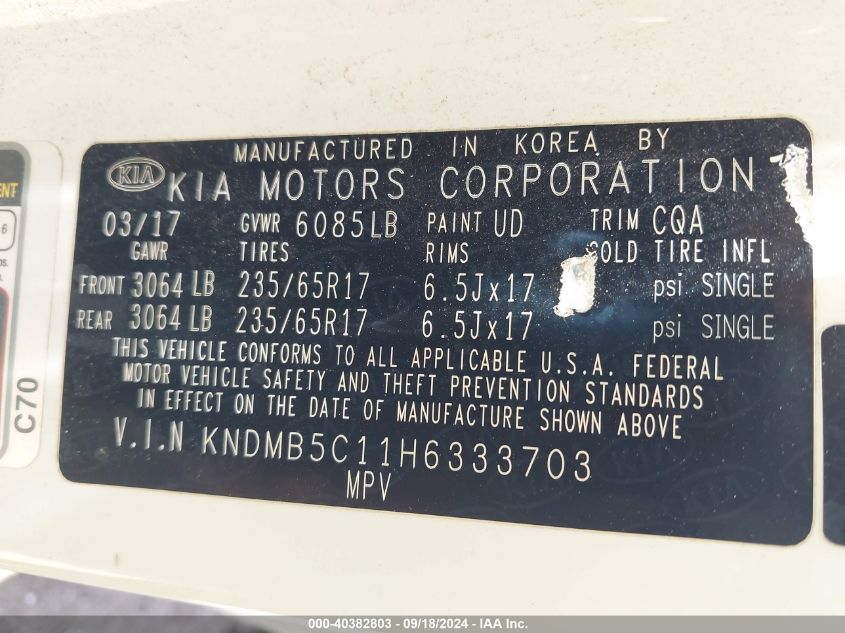 MANUFACTURED IN KOREA BY
KIA KIA MOTORS CORPORATION
03/17 GVWR 6085LB PAINT UD TRIM CQA
GAWR TIRES RIMS COLD TIRE INFL
FRONT 3064 LB 235/65R17 6.5Jx17 psi SINGLE
REAR 3064 LB 235/65R17 6.5Jx17 psi SINGLE
THIS VEHICLE CONFORMS TO ALL APPLICABLE U.S.A. FEDERAL
MOTOR VEHICLE SAFETY AND THEFT PREVENTION STANDARDS
IN EFFECT ON THE DATE OF MANUFACTURE SHOWN ABOVE
V.I.N KNDMB5C11H6333703
MPV
KIA
C70
6
000-40382803 - 09/18/2024 - IAA Inc.